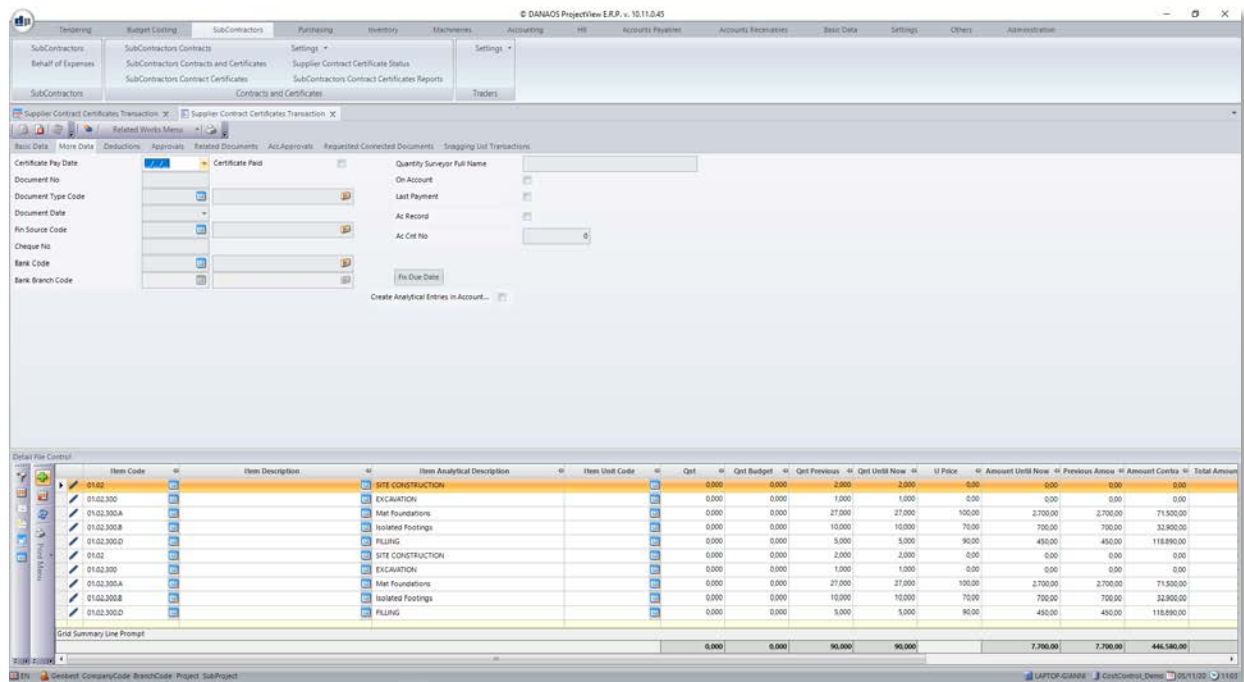 © DANAOS ProjectView E.R.P. v. 10.11.0.45
Tendering Budget Costing SubContractors Purchasing Inventory Machineries Accounting HR Accounts Payables Accounts Receivables Basic Data Settings Others Administration
SubContractors SubContractors Contracts Settings Settings
Behalf of Expenses SubContractors Contracts and Certificates Supplier Contract Certificate Status
SubContractors Contract Certificates SubContractors Contract Certificates Reports
SubContractors Contracts and Certificates Traders
Supplier Contract Certificates Transaction X Supplier Contract Certificates Transaction X
Related Works Menu
Basic Data More Data Deductions Approvals Related Documents Acc.Approvals Requested Connected Documents Snagging List Transactions
Certificate Pay Date _/_/_ Certificate Paid Quantity Surveyor Full Name
Document No On Account
Document Type Code Last Payment
Document Date Ac Record
Fin Source Code Ac Cnt No 0
Cheque No
Bank Code
Bank Branch Code Fix Due Date
Create Analytical Entries in Account...
Detail File Control
Item Code Item Description Item Analytical Description Item Unit Code Qnt Qnt Budget Qnt Previous Qnt Until Now U Price Amount Until Now Previous Amou Amount Contra Total Amoun
01.02 SITE CONSTRUCTION 0,000 0,000 2,000 2,000 0,00 0,00 0,00 0,00
01.02.300 EXCAVATION 0,000 0,000 1,000 1,000 0,00 0,00 0,00 0,00
01.02.300.A Mat Foundations 0,000 0,000 27,000 27,000 100,00 2.700,00 2.700,00 71.500,00
01.02.300.B Isolated Footings 0,000 0,000 10,000 10,000 70,00 700,00 700,00 32.900,00
01.02.300.D FILLING 0,000 0,000 5,000 5,000 90,00 450,00 450,00 118.890,00
01.02 SITE CONSTRUCTION 0,000 0,000 2,000 2,000 0,00 0,00 0,00 0,00
01.02.300 EXCAVATION 0,000 0,000 1,000 1,000 0,00 0,00 0,00 0,00
01.02.300.A Mat Foundations 0,000 0,000 27,000 27,000 100,00 2.700,00 2.700,00 71.500,00
01.02.300.B Isolated Footings 0,000 0,000 10,000 10,000 70,00 700,00 700,00 32.900,00
01.02.300.D FILLING 0,000 0,000 5,000 5,000 90,00 450,00 450,00 118.890,00
Print Menu
Grid Summary Line Prompt
0,000 0,000 90,000 90,000 7.700,00 7.700,00 446.580,00
EN Genbest CompanyCode BranchCode Project SubProject LAPTOP-GIANNI CostControl_Demo 05/11/20 11:03